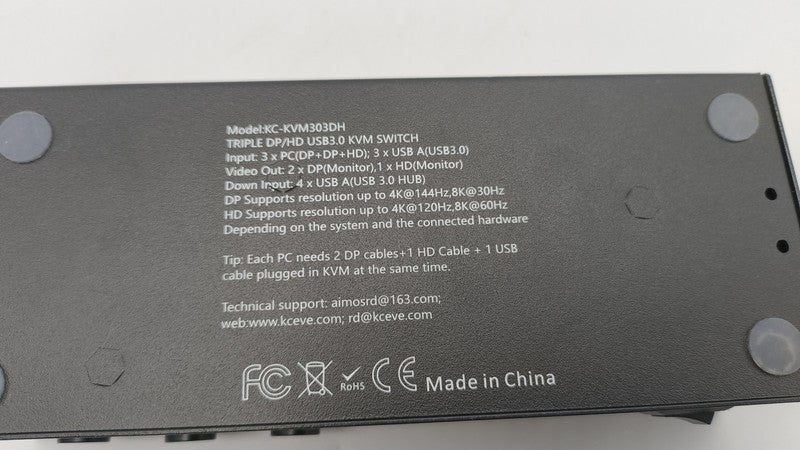 Model:KC-KVM303DH
TRIPLE DP/HD USB3.0 KVM SWITCH
Input: 3 x PC(DP+DP+HD); 3 x USB A(USB3.0)
Video Out: 2 x DP(Monitor),1 x HD(Monitor)
Down Input: 4 x USB A(USB 3.0 HUB)
DP Supports resolution up to 4K@144Hz,8K@30Hz
HD Supports resolution up to 4K@120Hz,8K@60Hz
Depending on the system and the connected hardware
Tip: Each PC needs 2 DP cables+1 HD Cable + 1 USB
cable plugged in KVM at the same time.
Technical support: aimosrd@163.com;
web:www.kceve.com; rd@kceve.com
FC RoHS CE Made in China